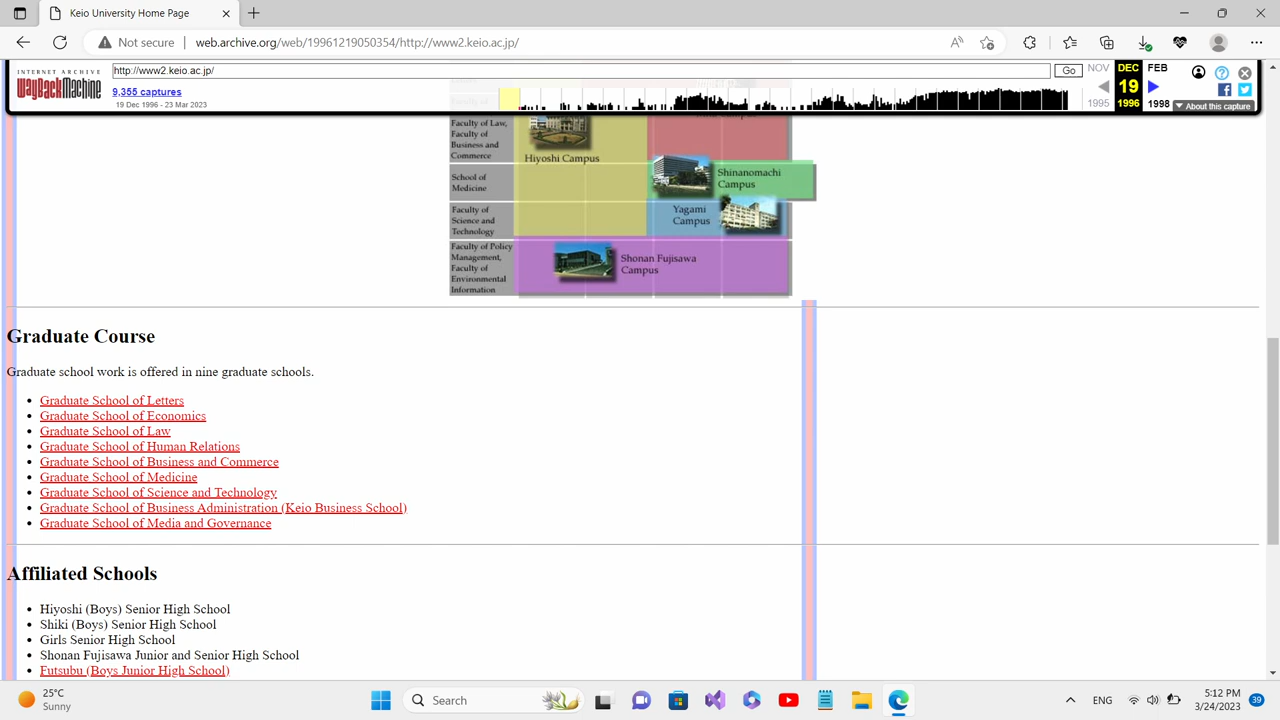 Keio University Home Page
Not secure
web.archive.org/web/19961219050354/http://www2.keio.ac.jp/
INTERNET ARCHIVE
WayBackMachine
http://www2.keio.ac.jp/
Go
NOV
DEC
FEB
9,355 captures
19
19 Dec 1996 - 23 Mar 2023
1995
1996
1998
About this capture
Faculty of Law,
Faculty of
Business and
Commerce
Hiyoshi Campus
School of
Medicine
Shinanomachi
Campus
Faculty of
Science and
Technology
Yagami
Campus
Faculty of Policy
Management,
Faculty of
Environmental
Information
Shonan Fujisawa
Campus
Graduate Course
Graduate school work is offered in nine graduate schools.
Graduate School of Letters
Graduate School of Economics
Graduate School of Law
Graduate School of Human Relations
Graduate School of Business and Commerce
Graduate School of Medicine
Graduate School of Science and Technology
Graduate School of Business Administration (Keio Business School)
Graduate School of Media and Governance
Affiliated Schools
Hiyoshi (Boys) Senior High School
Shiki (Boys) Senior High School
Girls Senior High School
Shonan Fujisawa Junior and Senior High School
Futsubu (Boys Junior High School)
25°C
Sunny
Search
ENG
5:12 PM
3/24/2023
39